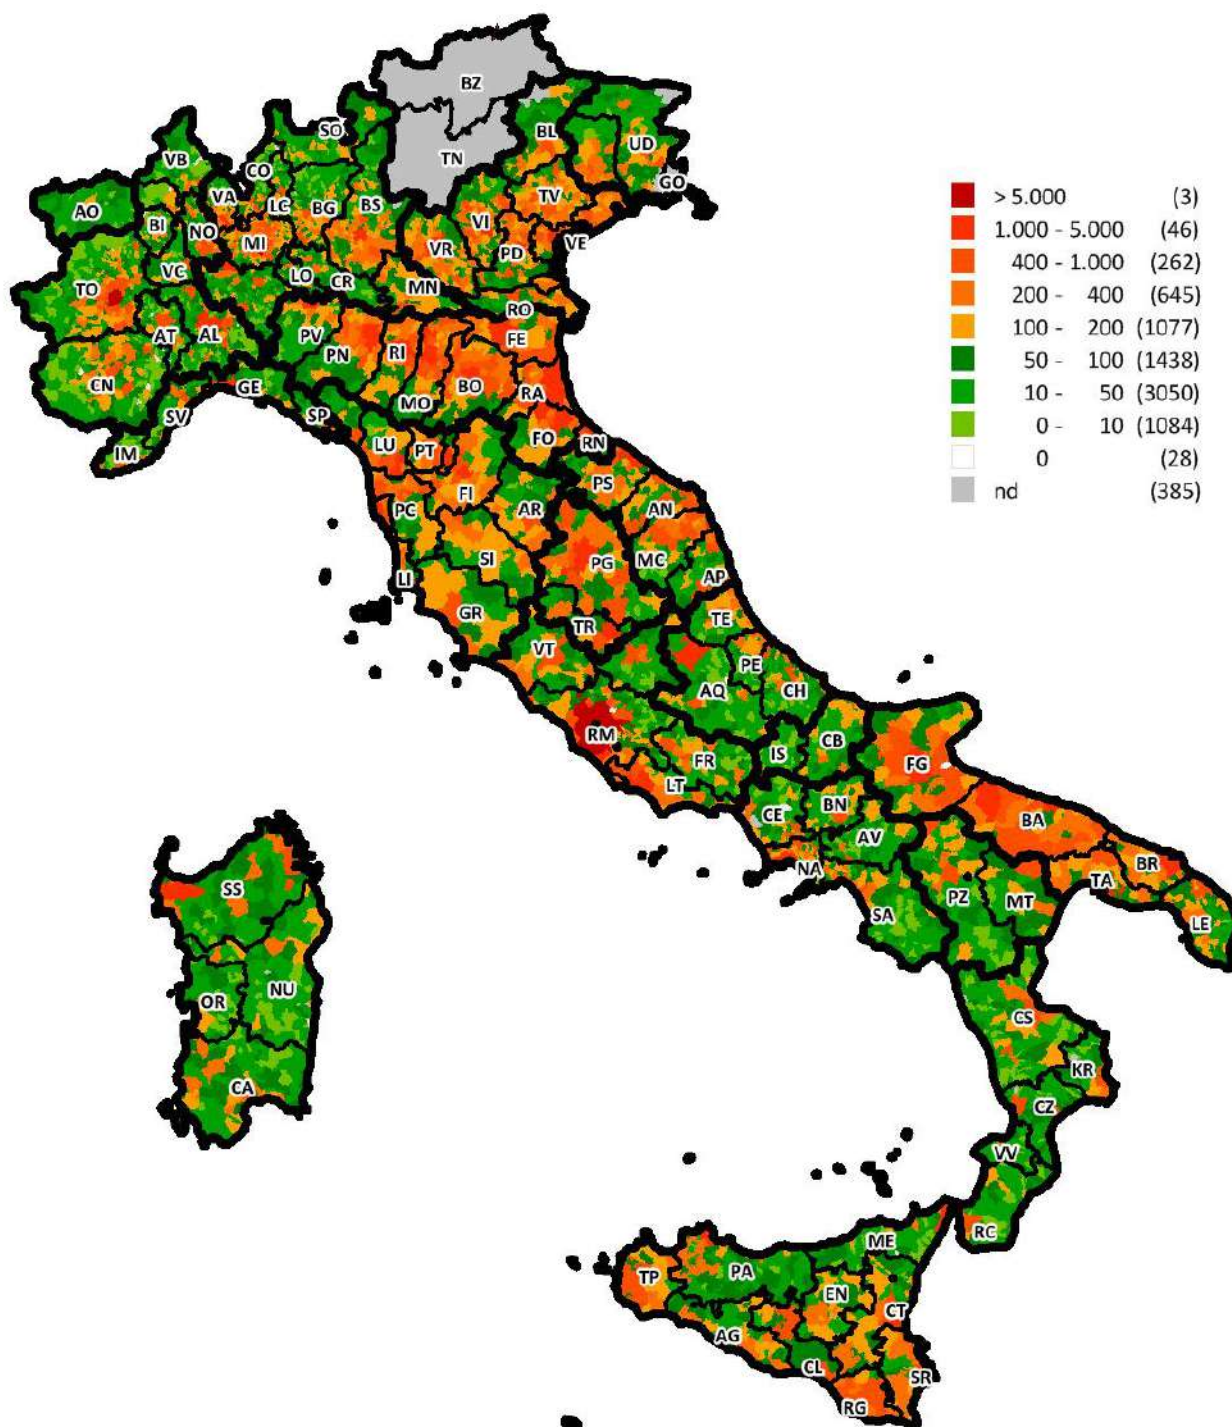 BZ
SO
BL
UD
TN
VB
CO
GO
VA
LC
TV
AO
BG
BS
BI
NO
MI
VI
VE
VR
PD
VC
LO
CR
TO
MN
RO
AT
AL
PV
PN
RI
FE
CN
GE
MO
BO
RA
SV
SP
LU
PT
FO
RN
IM
PS
FI
PC
AR
AN
SI
PG
MC
LI
AP
GR
TR
TE
VT
PE
AQ
CH
RM
IS
CB
FR
FG
LT
CE
BN
BA
AV
NA
BR
TA
SS
PZ
MT
SA
LE
NU
OR
CS
KR
CA
CZ
VV
RC
ME
TP
PA
EN
CT
AG
CL
SR
RG
> 5.000 (3)
1.000 - 5.000 (46)
400 - 1.000 (262)
200 - 400 (645)
100 - 200 (1077)
50 - 100 (1438)
10 - 50 (3050)
0 - 10 (1084)
0 (28)
nd (385)